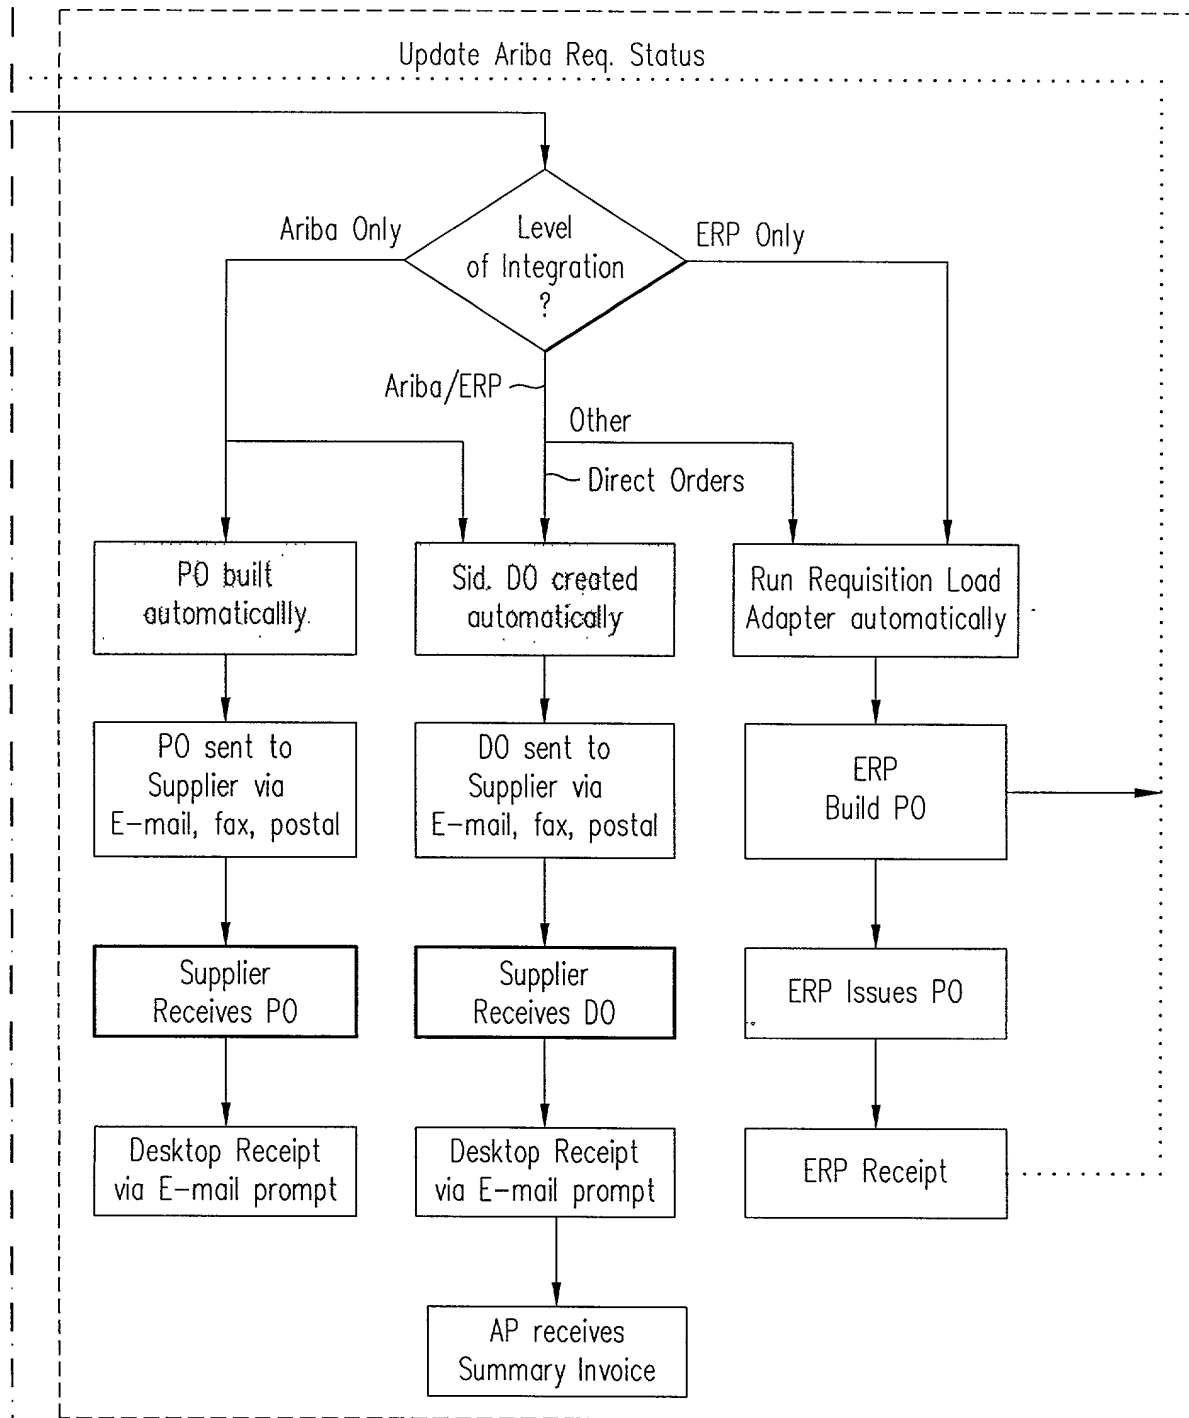 Update Ariba Req. Status
Ariba Only
Level
of Integration
?
ERP Only
Ariba/ERP
Other
Direct Orders
PO built
automatically.
Sid. DO created
automatically
Run Requisition Load
Adapter automatically
PO sent to
Supplier via
E-mail, fax, postal
DO sent to
Supplier via
E-mail, fax, postal
ERP
Build PO
Supplier
Receives PO
Supplier
Receives DO
ERP Issues PO
Desktop Receipt
via E-mail prompt
Desktop Receipt
via E-mail prompt
ERP Receipt
AP receives
Summary Invoice